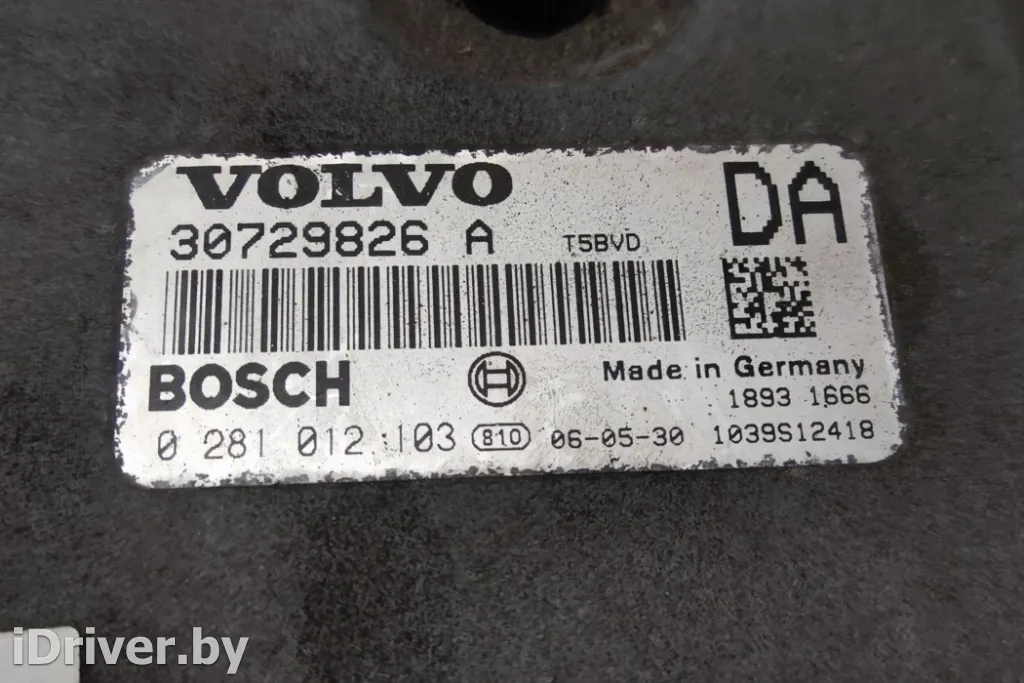 VOLVO
DA
30729826 A T5BVD
BOSCH
Made in Germany
1893 1666
0 281 012 103 810 06-05-30 1039S12418
iDriver.by